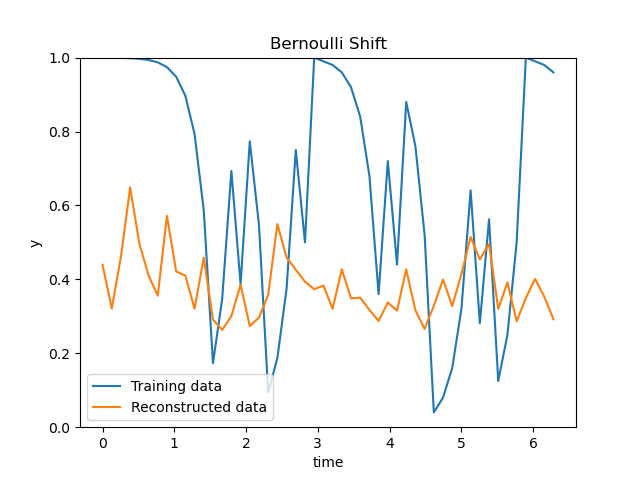 Bernoulli Shift
y
1.0
0.8
0.6
0.4
0.2
0.0
Training data
Reconstructed data
0 1 2 3 4 5 6
time